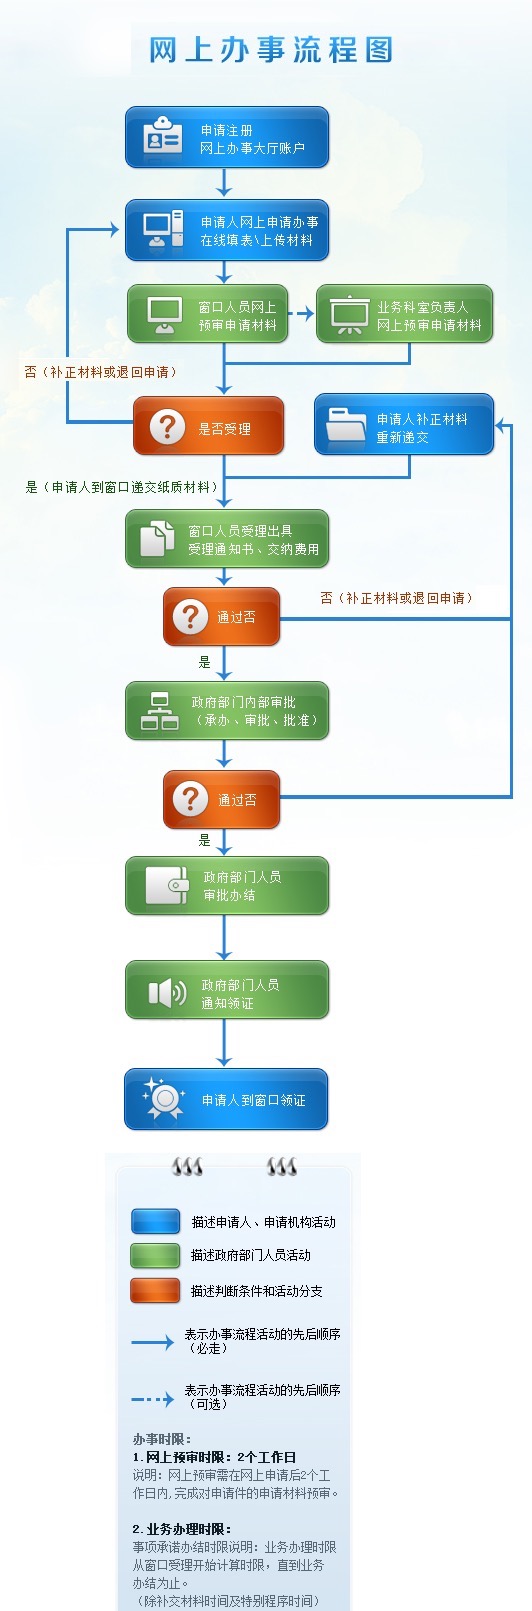 网上办事流程图
申请注册
网上办事大厅账户
申请人网上申请办事
在线填表\上传材料
窗口人员网上
预审申请材料
业务科室负责人
网上预审申请材料
否（补正材料或退回申请）
是否受理
申请人补正材料
重新递交
是（申请人到窗口递交纸质材料）
窗口人员受理出具
受理通知书、交纳费用
通过否
否（补正材料或退回申请）
是
政府部门内部审批
（承办、审批、批准）
通过否
是
政府部门人员
审批办结
政府部门人员
通知领证
申请人到窗口领证
描述申请人、申请机构活动
描述政府部门人员活动
描述判断条件和活动分支
表示办事流程活动的先后顺序
（必走）
表示办事流程活动的先后顺序
（可选）
办事时限：
1.网上预审时限：2个工作日
说明：网上预审需在网上申请后2个工
作日内,完成对申请件的申请材料预审。
2.业务办理时限：
事项承诺办结时限说明：业务办理时限
从窗口受理开始计算时限，直到业务
办结为止。
（除补交材料时间及特别程序时间）